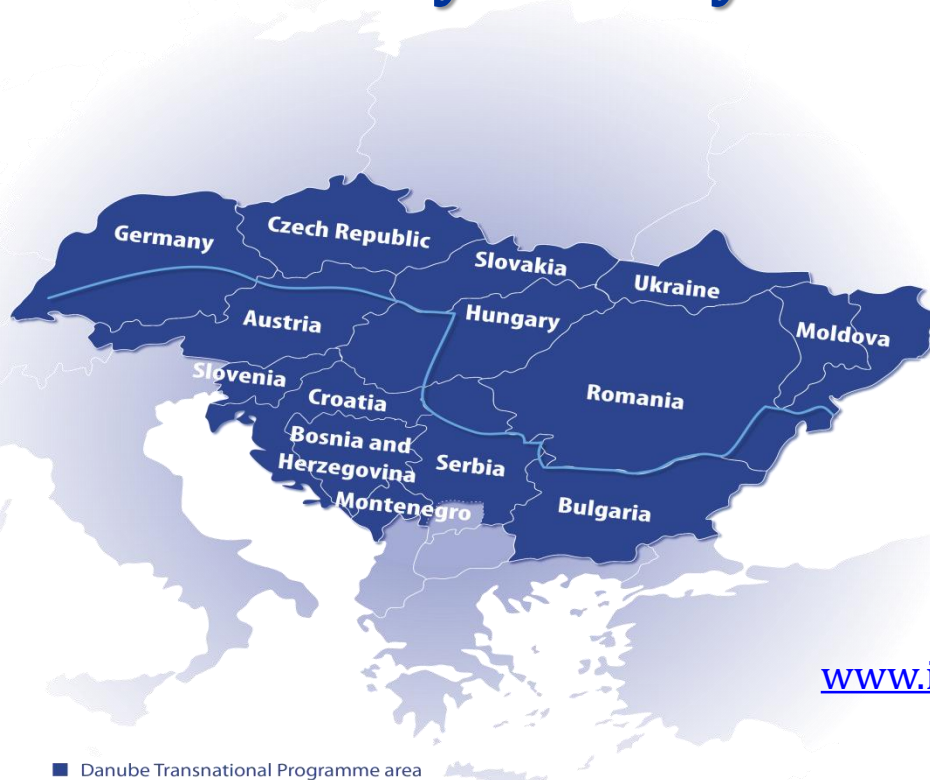 Germany
Czech Republic
Slovakia
Ukraine
Austria
Hungary
Moldova
Slovenia
Croatia
Romania
Bosnia and
Herzegovina
Serbia
Montenegro
Bulgaria
www.i
Danube Transnational Programme area